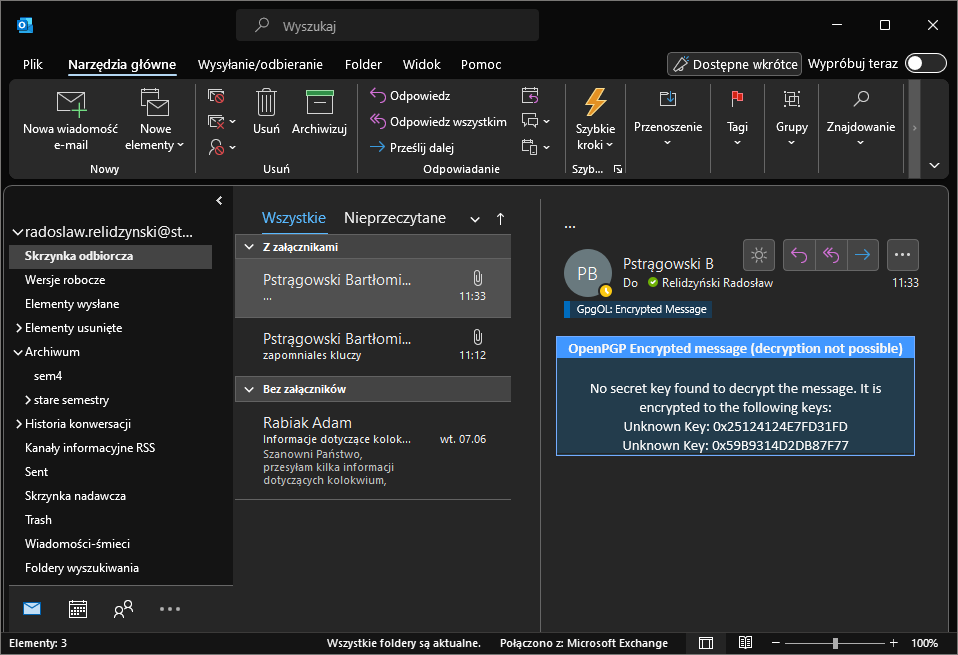 Wyszukaj
Plik
Narzędzia główne
Wysyłanie/odbieranie
Folder
Widok
Pomoc
Dostępne wkrótce
Wypróbuj teraz
Nowa wiadomość
e-mail
Nowe
elementy
Nowy
Usuń
Archiwizuj
Usuń
Odpowiedz
Odpowiedz wszystkim
Prześlij dalej
Odpowiadanie
Szybkie
kroki
Szyb...
Przenoszenie
Tagi
Grupy
Znajdowanie
radoslaw.relidzynski@st...
Skrzynka odbiorcza
Wersje robocze
Elementy wysłane
Elementy usunięte
Archiwum
sem4
stare semestry
Historia konwersacji
Kanały informacyjne RSS
Sent
Skrzynka nadawcza
Trash
Wiadomości-śmieci
Foldery wyszukiwania
Wszystkie
Nieprzeczytane
Z załącznikami
Pstrągowski Bartłomi...
...
11:33
Pstrągowski Bartłomi...
zapomniales kluczy
11:12
Bez załączników
Rabiak Adam
Informacje dotyczące kolok...
wt. 07.06
Szanowni Państwo,
przesyłam kilka informacji
dotyczących kolokwium,
...
PB
Pstrągowski B
Do Relidzyński Radosław
11:33
GpgOL: Encrypted Message
OpenPGP Encrypted message (decryption not possible)
No secret key found to decrypt the message. It is
encrypted to the following keys:
Unknown Key: 0x25124124E7FD31FD
Unknown Key: 0x59B9314D2DB87F77
Elementy: 3
Wszystkie foldery są aktualne.
Połączono z: Microsoft Exchange
100%